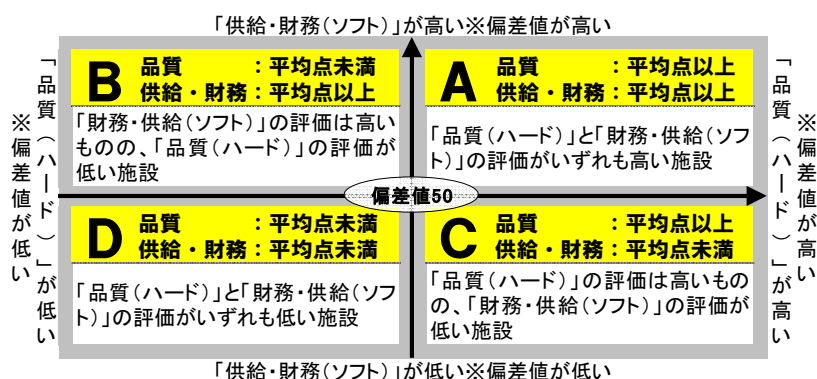 「供給・財務（ソフト）」が高い※偏差値が高い
「品質（ハード）」が低い
※偏差値が低い
B
品質　　　：平均点未満
供給・財務：平均点以上
「財務・供給（ソフト）」の評価は高い
ものの、「品質（ハード）」の評価が
低い施設
A
品質　　　：平均点以上
供給・財務：平均点以上
「品質（ハード）」と「財務・供給（ソフ
ト）」の評価がいずれも高い施設
「品質（ハード）」が高い
※偏差値が高い
偏差値50
D
品質　　　：平均点未満
供給・財務：平均点未満
「品質（ハード）」と「財務・供給（ソフ
ト）」の評価がいずれも低い施設
C
品質　　　：平均点以上
供給・財務：平均点未満
「品質（ハード）」の評価は高いもの
の、「財務・供給（ソフト）」の評価が
低い施設
「供給・財務（ソフト）」が低い※偏差値が低い